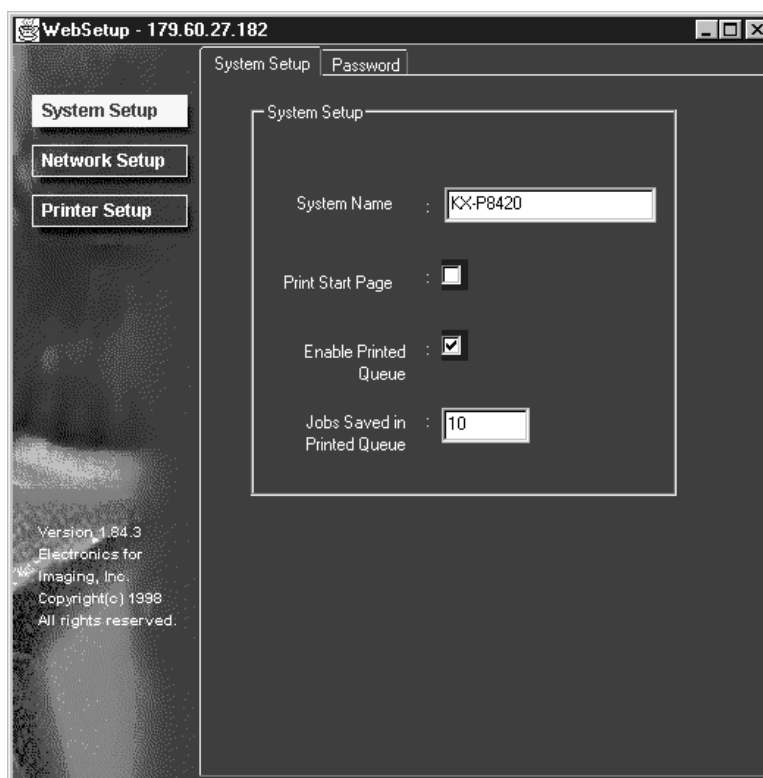 WebSetup - 179.60.27.182
System Setup
Password
System Setup
Network Setup
Printer Setup
System Setup
System Name : KX-P8420
Print Start Page :
Enable Printed :
Queue
Jobs Saved in : 10
Printed Queue
Version 1.84.3
Electronics for
Imaging, Inc.
Copyright(c) 1998
All rights reserved.